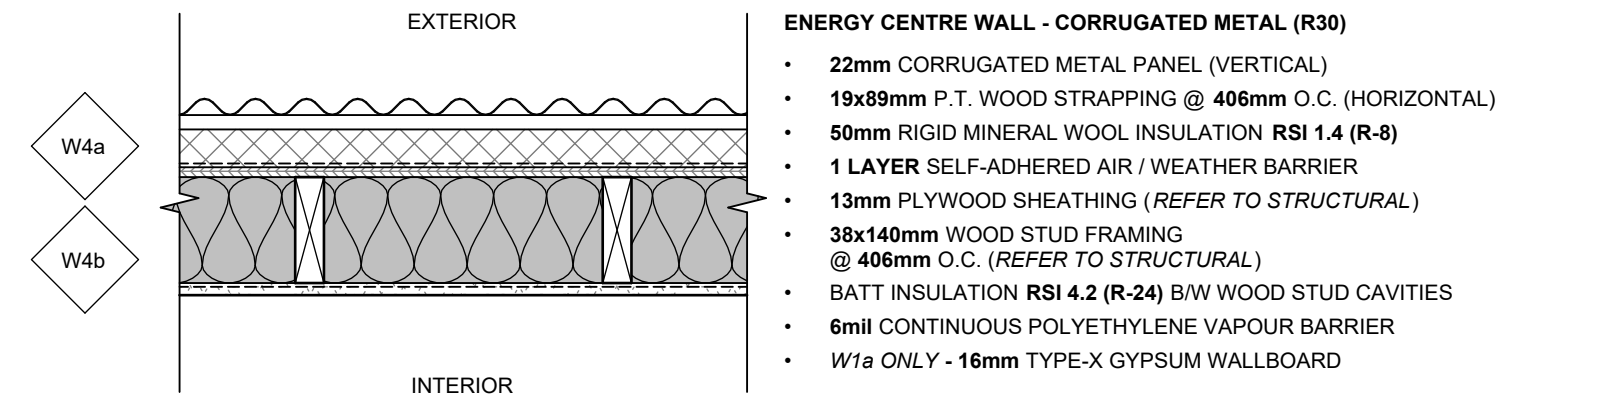 EXTERIOR
W4a
W4b
INTERIOR
ENERGY CENTRE WALL - CORRUGATED METAL (R30)
• 22mm CORRUGATED METAL PANEL (VERTICAL)
• 19x89mm P.T. WOOD STRAPPING @ 406mm O.C. (HORIZONTAL)
• 50mm RIGID MINERAL WOOL INSULATION RSI 1.4 (R-8)
• 1 LAYER SELF-ADHERED AIR / WEATHER BARRIER
• 13mm PLYWOOD SHEATHING (REFER TO STRUCTURAL)
• 38x140mm WOOD STUD FRAMING
@ 406mm O.C. (REFER TO STRUCTURAL)
• BATT INSULATION RSI 4.2 (R-24) B/W WOOD STUD CAVITIES
• 6mil CONTINUOUS POLYETHYLENE VAPOUR BARRIER
• W1a ONLY - 16mm TYPE-X GYPSUM WALLBOARD